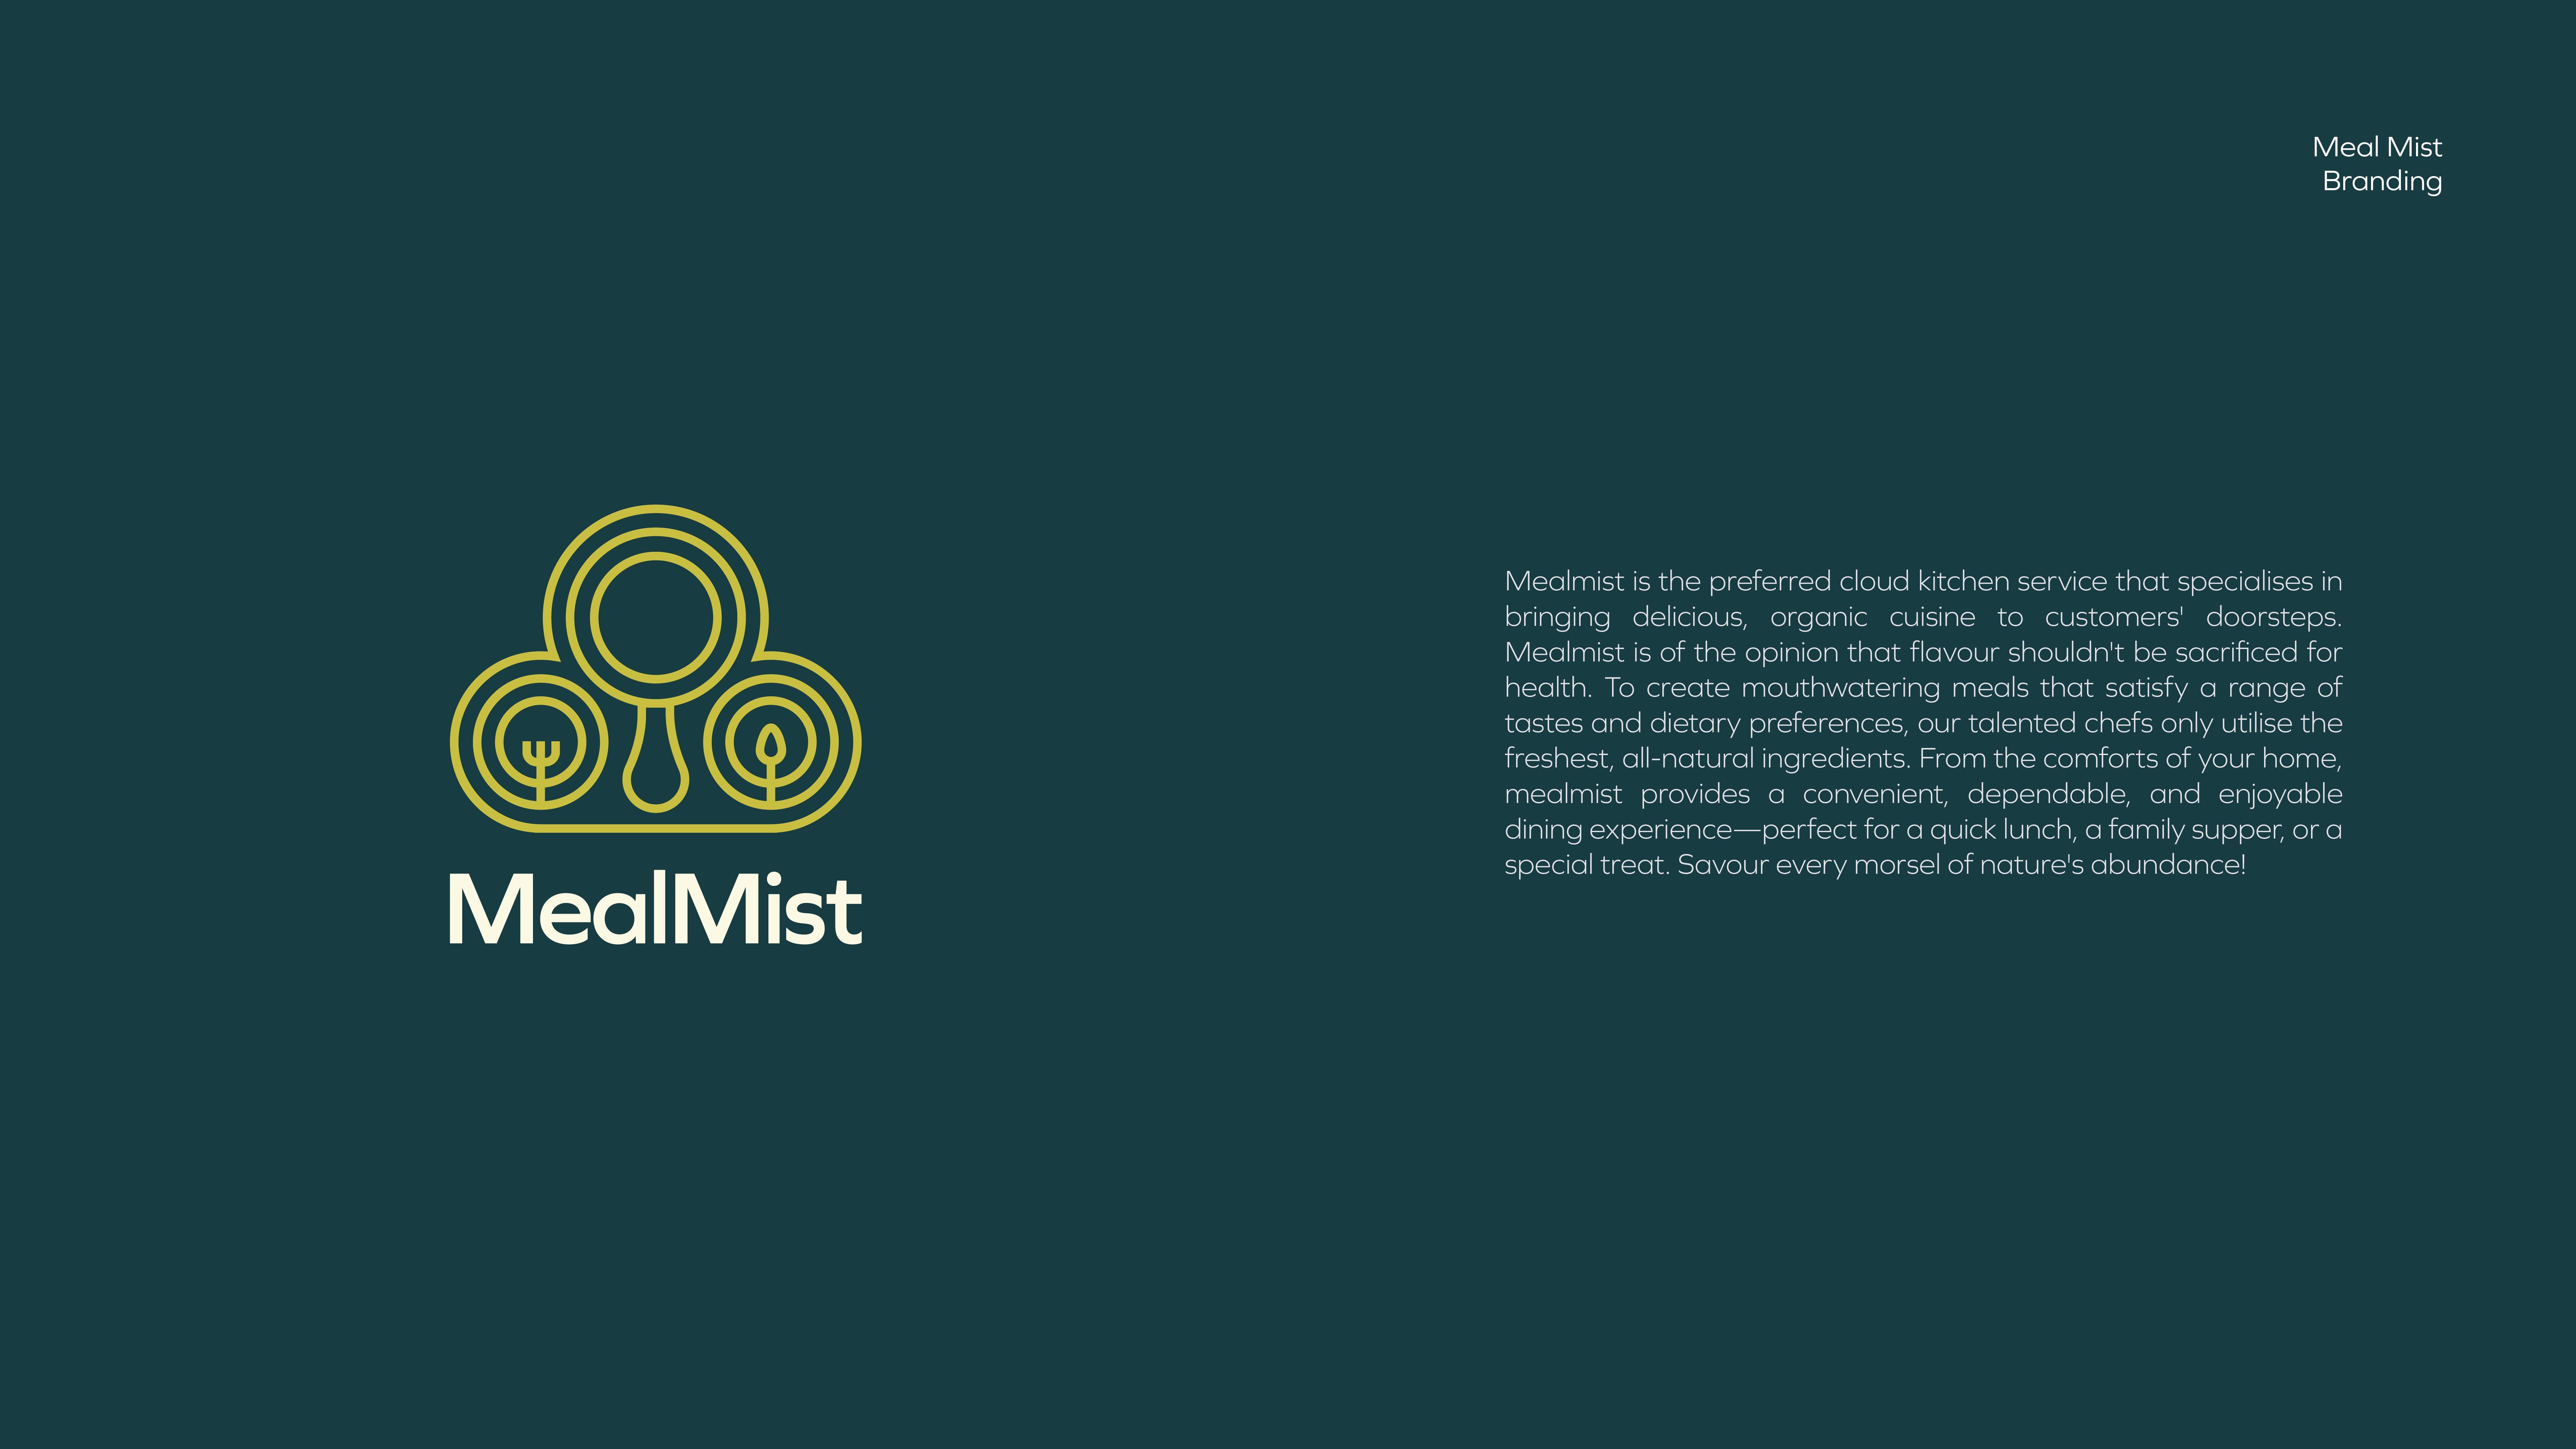 Meal Mist
Branding
MealMist
Mealmist is the preferred cloud kitchen service that specialises in
bringing delicious, organic cuisine to customers' doorsteps.
Mealmist is of the opinion that flavour shouldn't be sacrificed for
health. To create mouthwatering meals that satisfy a range of
tastes and dietary preferences, our talented chefs only utilise the
freshest, all-natural ingredients. From the comforts of your home,
mealmist provides a convenient, dependable, and enjoyable
dining experience—perfect for a quick lunch, a family supper, or a
special treat. Savour every morsel of nature's abundance!